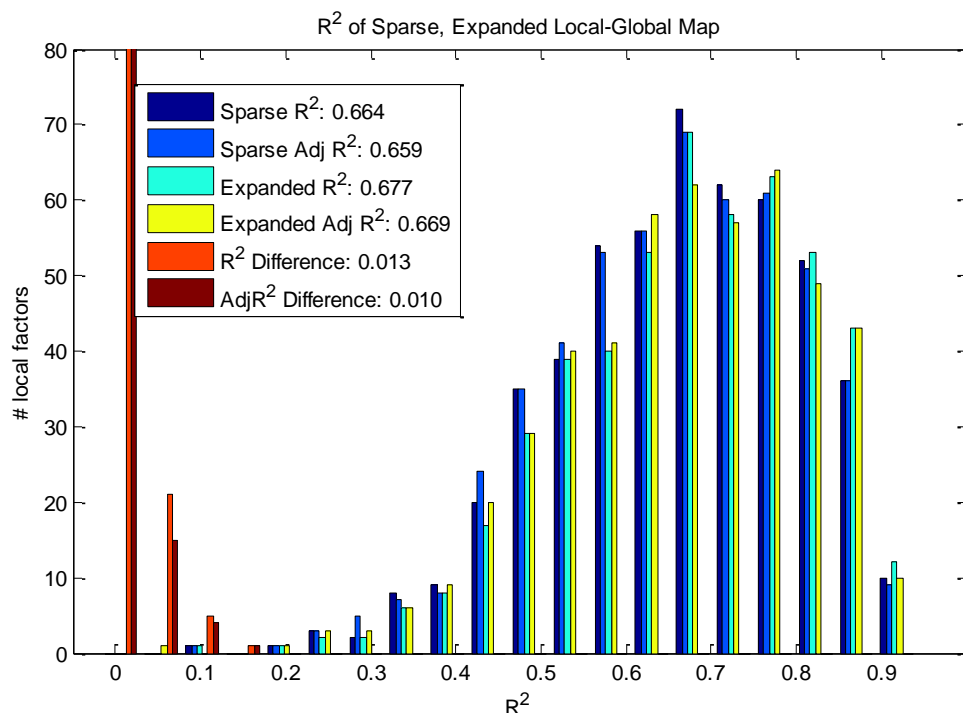 R² of Sparse, Expanded Local-Global Map
80
70
60
50
40
30
20
10
0
# local factors
Sparse R²: 0.664
Sparse Adj R²: 0.659
Expanded R²: 0.677
Expanded Adj R²: 0.669
R² Difference: 0.013
AdjR² Difference: 0.010
0 0.1 0.2 0.3 0.4 0.5 0.6 0.7 0.8 0.9
R²